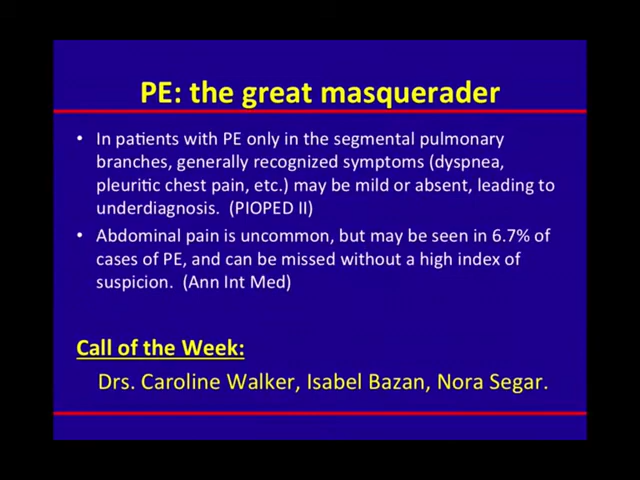 PE: the great masquerader
• In patients with PE only in the segmental pulmonary
branches, generally recognized symptoms (dyspnea,
pleuritic chest pain, etc.) may be mild or absent, leading to
underdiagnosis. (PIOPED II)
• Abdominal pain is uncommon, but may be seen in 6.7% of
cases of PE, and can be missed without a high index of
suspicion. (Ann Int Med)
Call of the Week:
Drs. Caroline Walker, Isabel Bazan, Nora Segar.